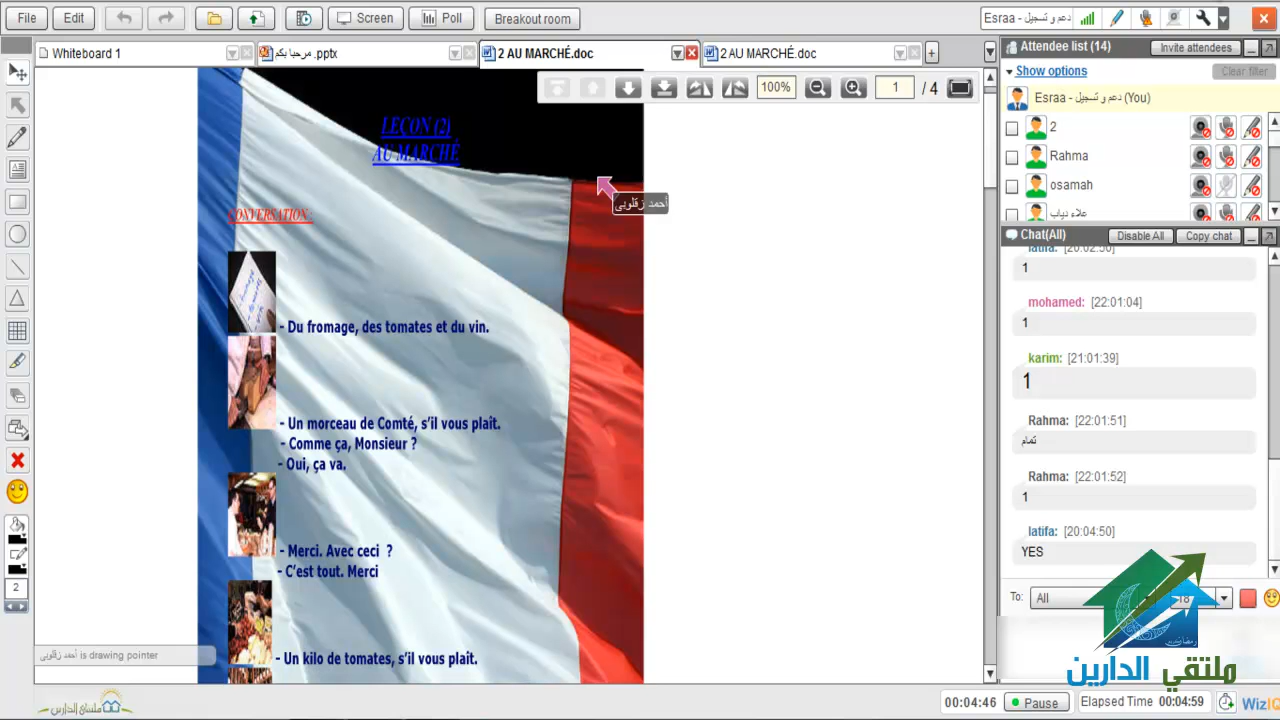 File
Edit
Screen
Poll
Breakout room
Esraa - دعم و تسجيل
Whiteboard 1
مرحبا بكم .pptx
2 AU MARCHÉ.doc
2 AU MARCHÉ.doc
100%
1
/ 4
LEÇON (2)
AU MARCHÉ
أحمد زقلوبى
CONVERSATION :
- Du fromage, des tomates et du vin.
- Un morceau de Comté, s'il vous plaît.
- Comme ça, Monsieur ?
- Oui, ça va.
- Merci. Avec ceci ?
- C'est tout. Merci
- Un kilo de tomates, s'il vous plait.
2
أحمد زقلوبى is drawing pointer
Attendee list (14)
Invite attendees
Show options
Clear filter
Esraa - دعم و تسجيل (You)
2
Rahma
osamah
علاء دياب
Chat(All)
Disable All
Copy chat
latifa: [20:02:50]
1
mohamed: [22:01:04]
1
karim: [21:01:39]
1
Rahma: [22:01:51]
تمام
Rahma: [22:01:52]
1
latifa: [20:04:50]
YES
To:
All
18
ملتقي الدارين
00:04:46
Pause
Elapsed Time 00:04:59
WizIQ